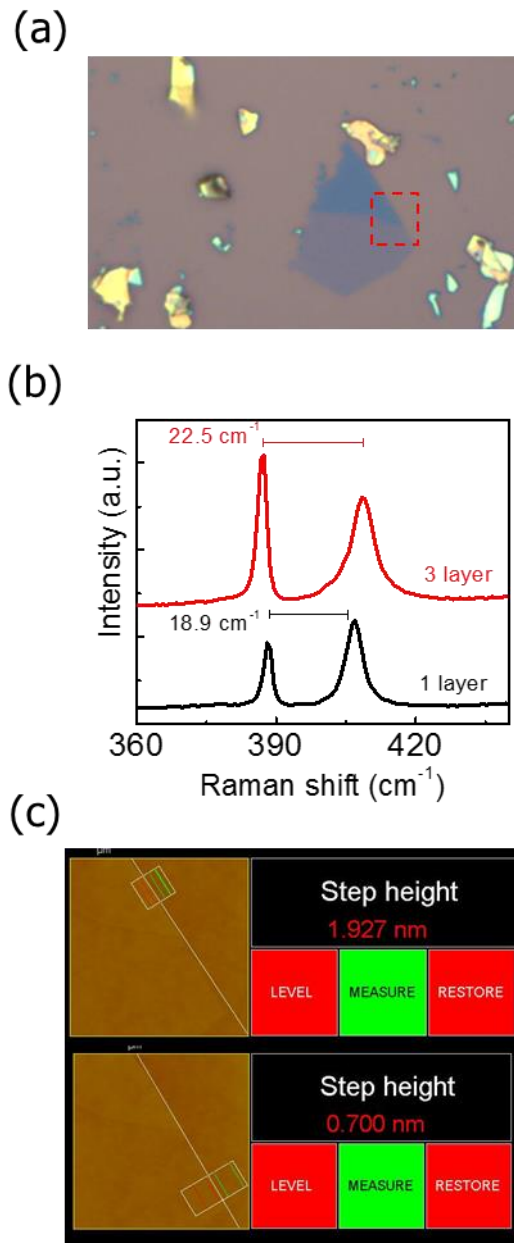 (a)
(b)
22.5 cm⁻¹
3 layer
18.9 cm⁻¹
1 layer
Intensity (a.u.)
360 390 420
Raman shift (cm⁻¹)
(c)
μm
Step height
1.927 nm
LEVEL MEASURE RESTORE
Step height
0.700 nm
LEVEL MEASURE RESTORE